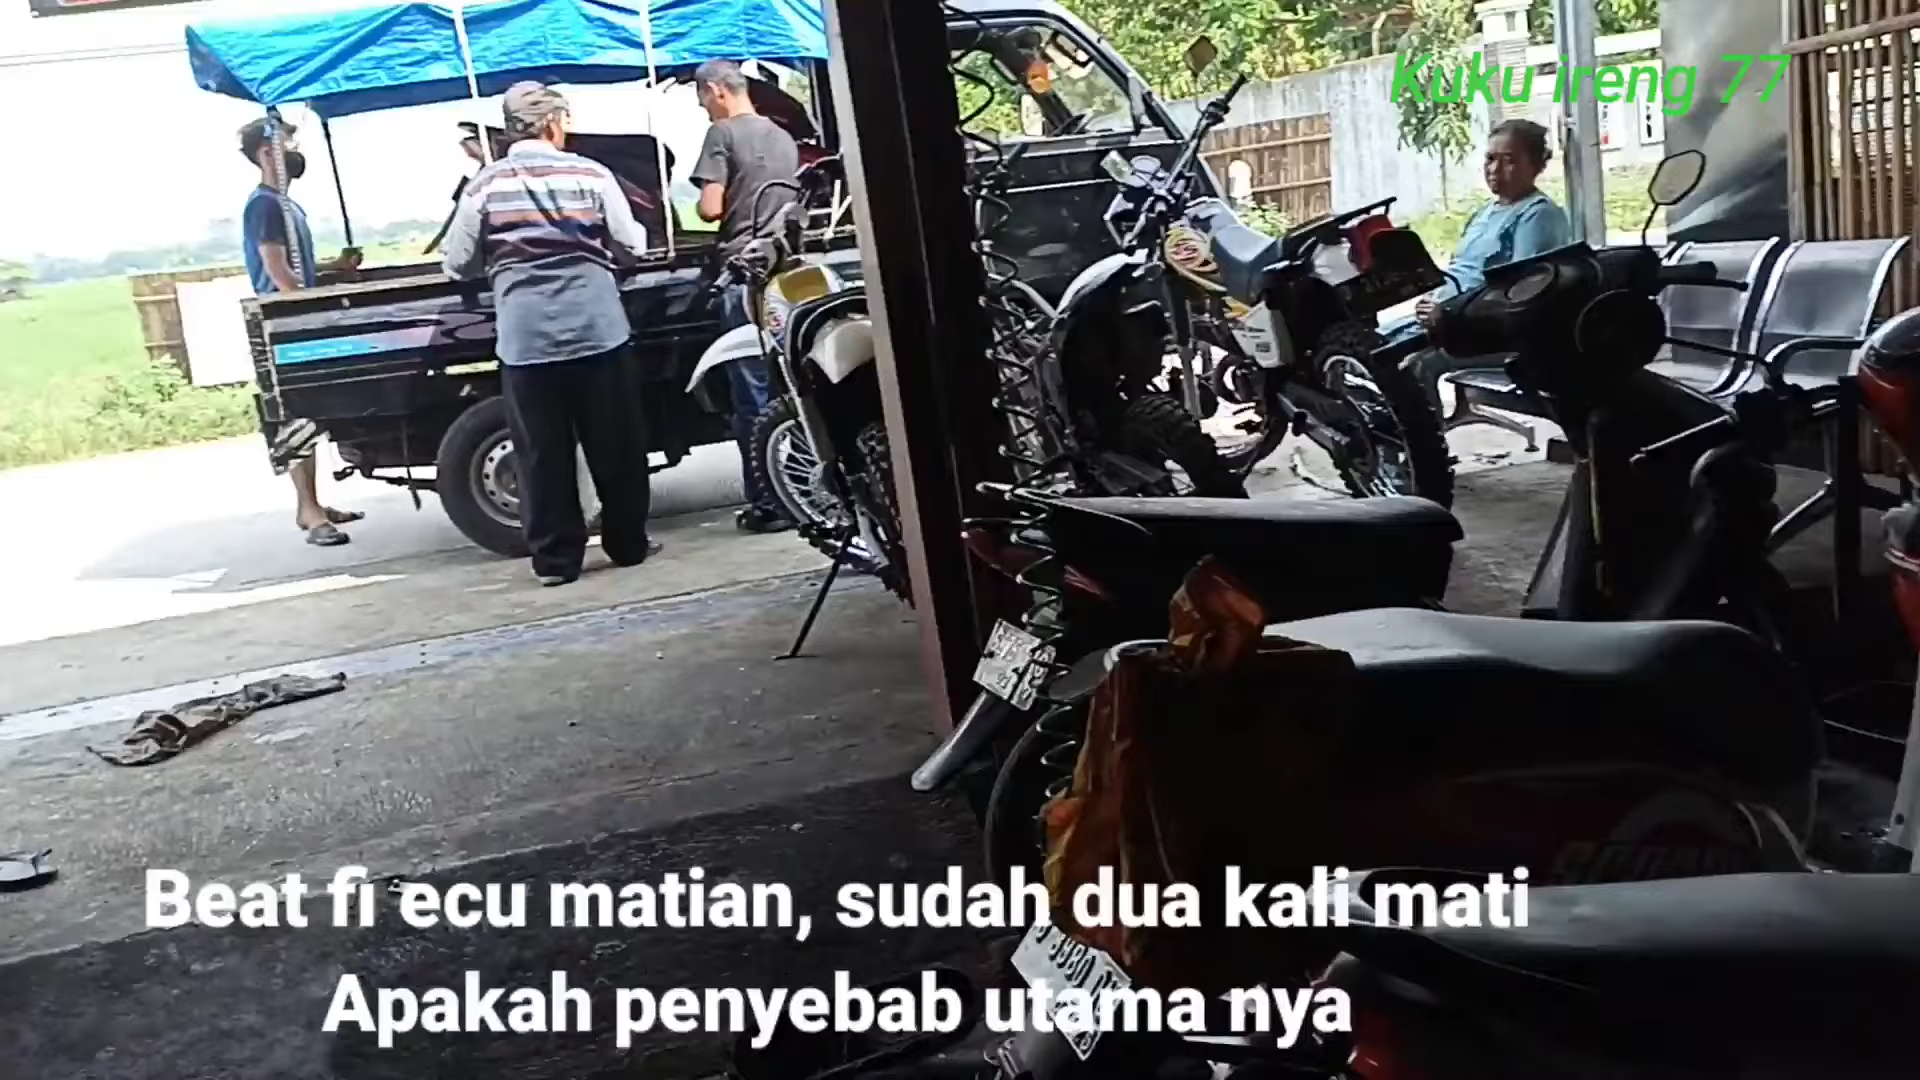 Kuku ireng 77
Beat fi ecu matian, sudah dua kali mati
Apakah penyebab utama nya